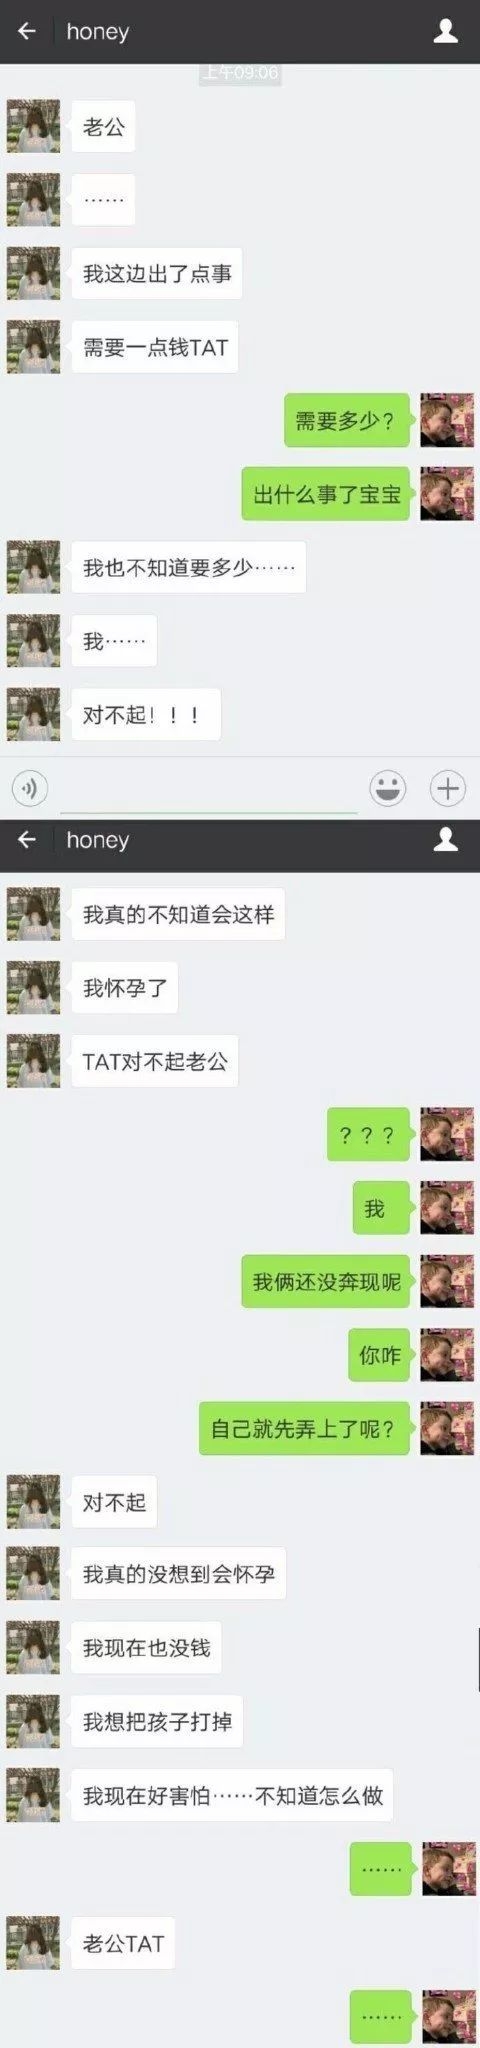 honey
上午09:06
老公
……
我这边出了点事
需要一点钱TAT
需要多少？
出什么事了宝宝
我也不知道要多少……
我……
对不起！！！
honey
我真的不知道会这样
我怀孕了
TAT对不起老公
？？？
我
我俩还没奔现呢
你咋
自己就先弄上了呢？
对不起
我真的没想到会怀孕
我现在也没钱
我想把孩子打掉
我现在好害怕……不知道怎么做
……
老公TAT
……